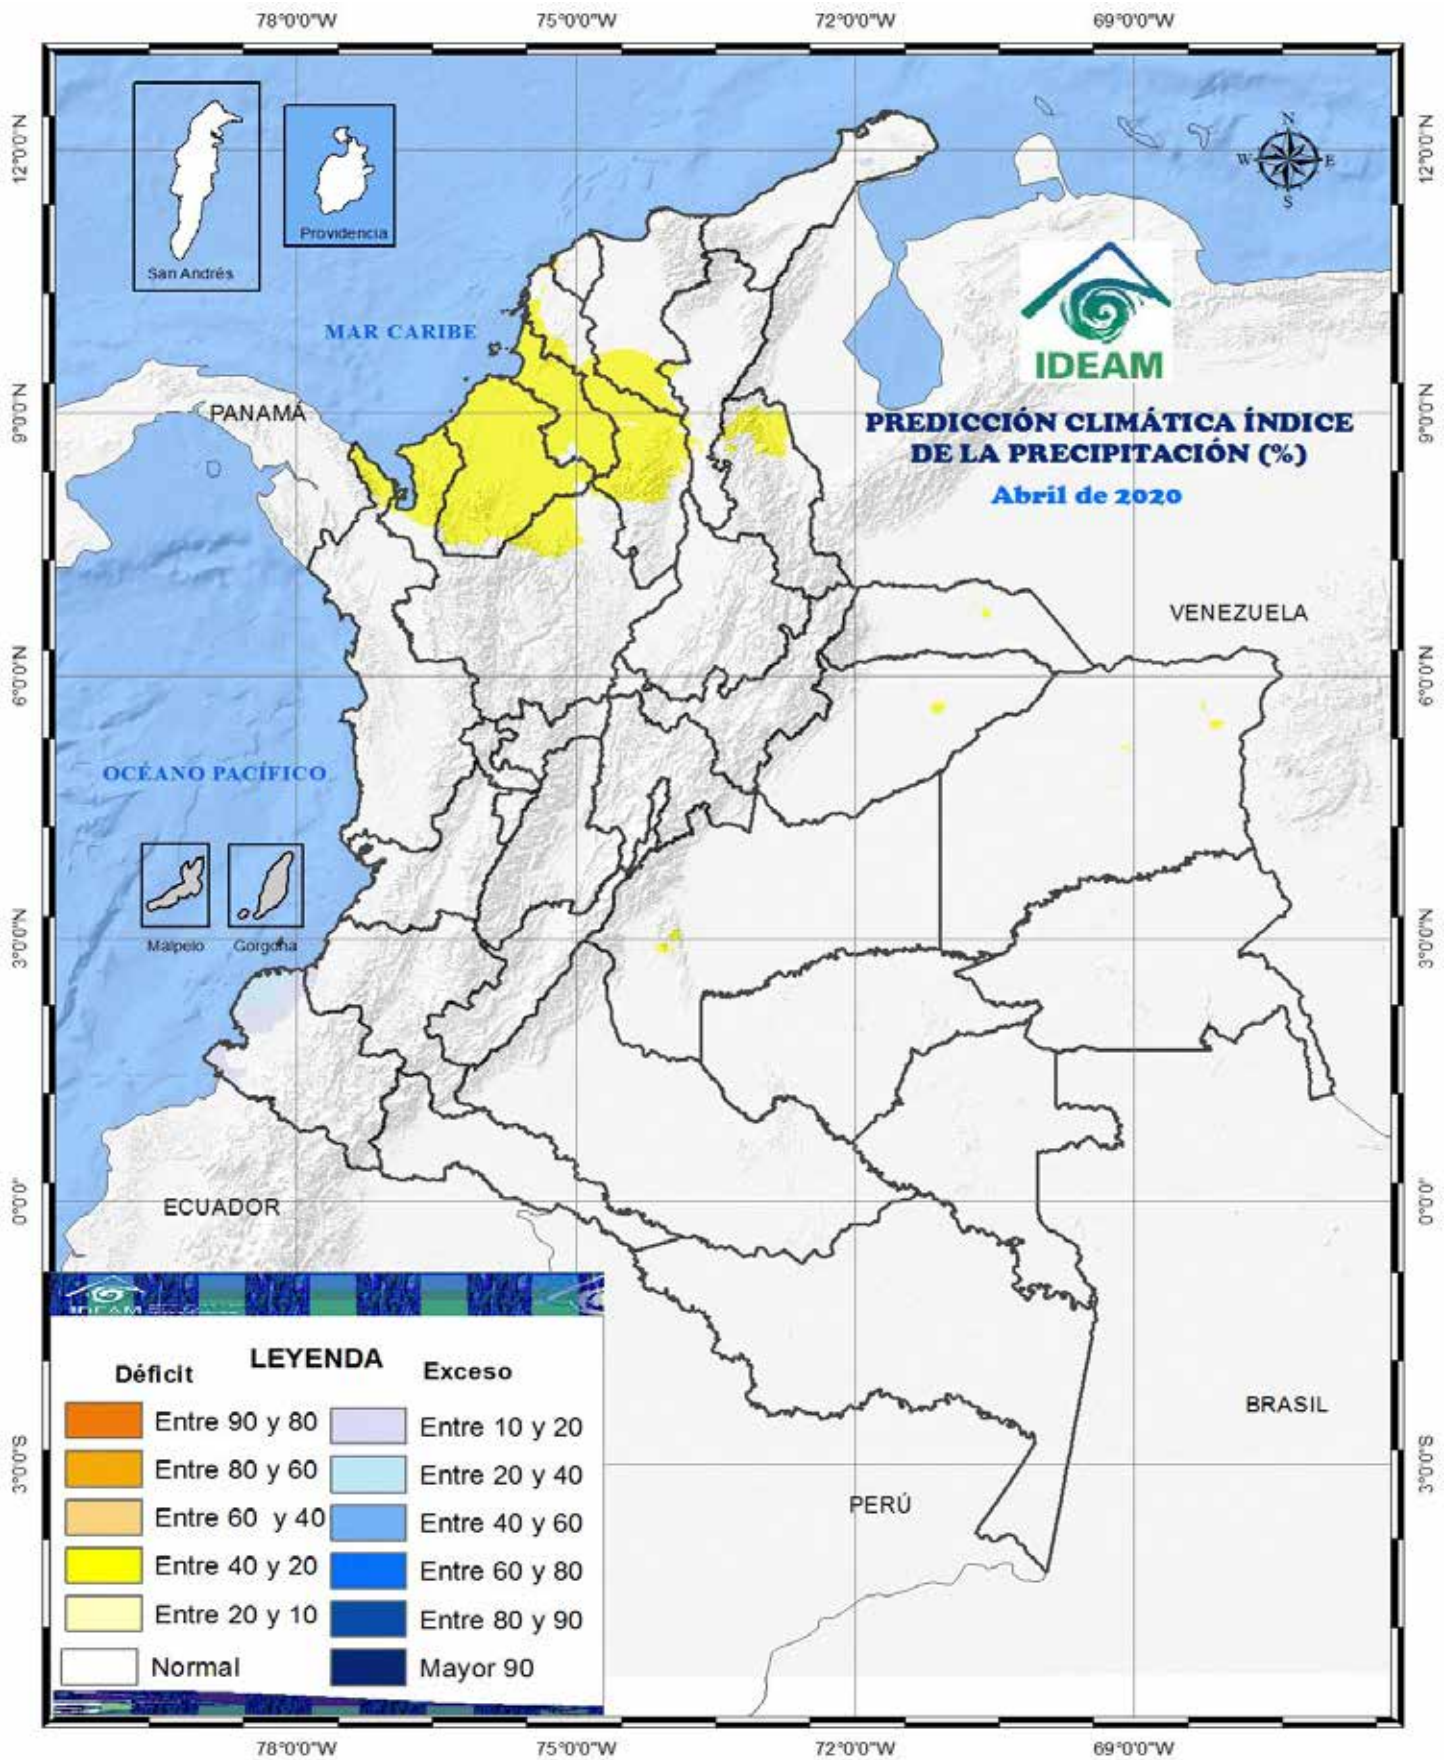 78°0'0"W 75°0'0"W 72°0'0"W 69°0'0"W
12°0'0"N
12°0'0"N
San Andrés
Providencia
N
W E
S
MAR CARIBE
IDEAM
9°0'0"N
9°0'0"N
PANAMÁ
PREDICCIÓN CLIMÁTICA ÍNDICE
DE LA PRECIPITACIÓN (%)
Abril de 2020
VENEZUELA
6°0'0"N
6°0'0"N
OCÉANO PACÍFICO
Malpelo
Gorgona
3°0'0"N
3°0'0"N
ECUADOR
0°0'0"
0°0'0"
IDEAM
LEYENDA
Déficit
Exceso
Entre 90 y 80
Entre 10 y 20
Entre 80 y 60
Entre 20 y 40
Entre 60 y 40
Entre 40 y 60
Entre 40 y 20
Entre 60 y 80
Entre 20 y 10
Entre 80 y 90
Normal
Mayor 90
BRASIL
3°0'0"S
3°0'0"S
PERÚ
78°0'0"W 75°0'0"W 72°0'0"W 69°0'0"W